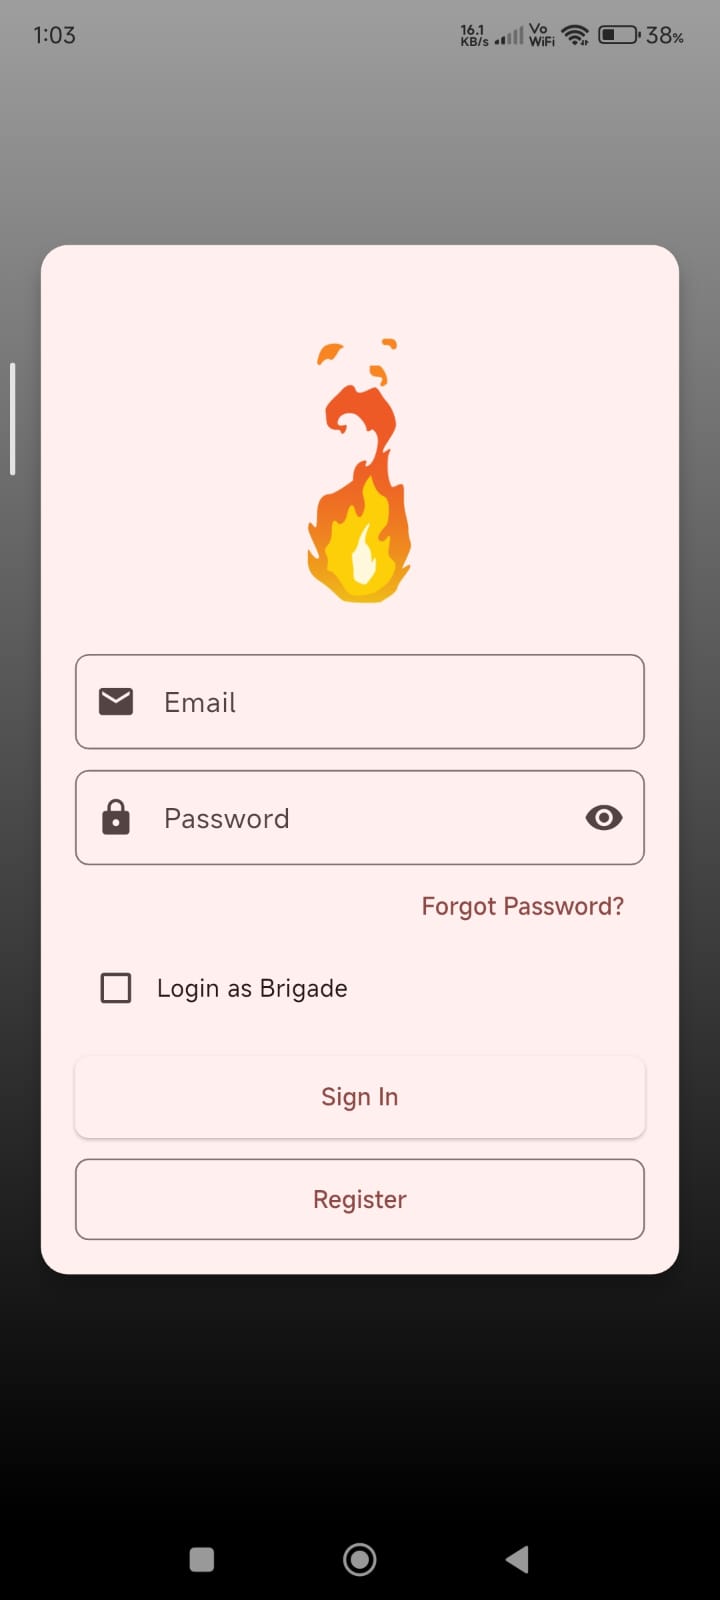 1:03
16.1
KB/s
Vo
WiFi
38%
Email
Password
Forgot Password?
Login as Brigade
Sign In
Register